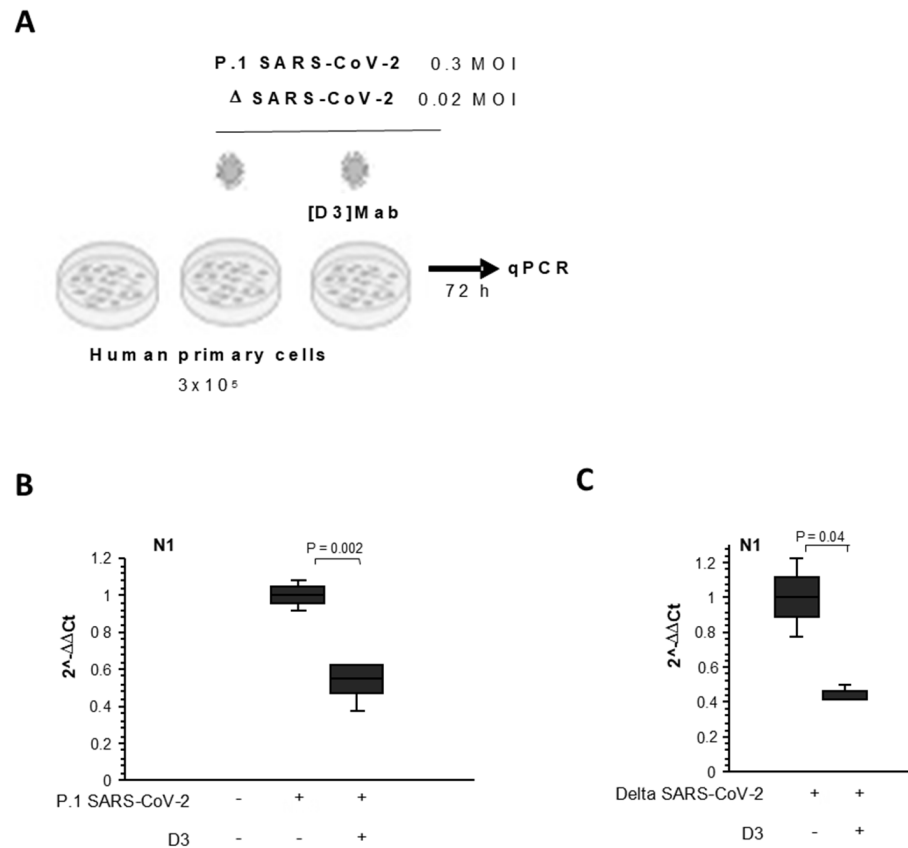 A
P.1 SARS-CoV-2 0.3 MOI
Δ SARS-CoV-2 0.02 MOI
[D3]Mab
qPCR
72 h
Human primary cells
3x10⁵
B
N1
P = 0.002
1.2
1
0.8
0.6
0.4
0.2
0
2^-ΔΔCt
P.1 SARS-CoV-2 - + +
D3 - - +
C
N1
P = 0.04
1.2
1
0.8
0.6
0.4
0.2
0
2^-ΔΔCt
Delta SARS-CoV-2 + +
D3 - +